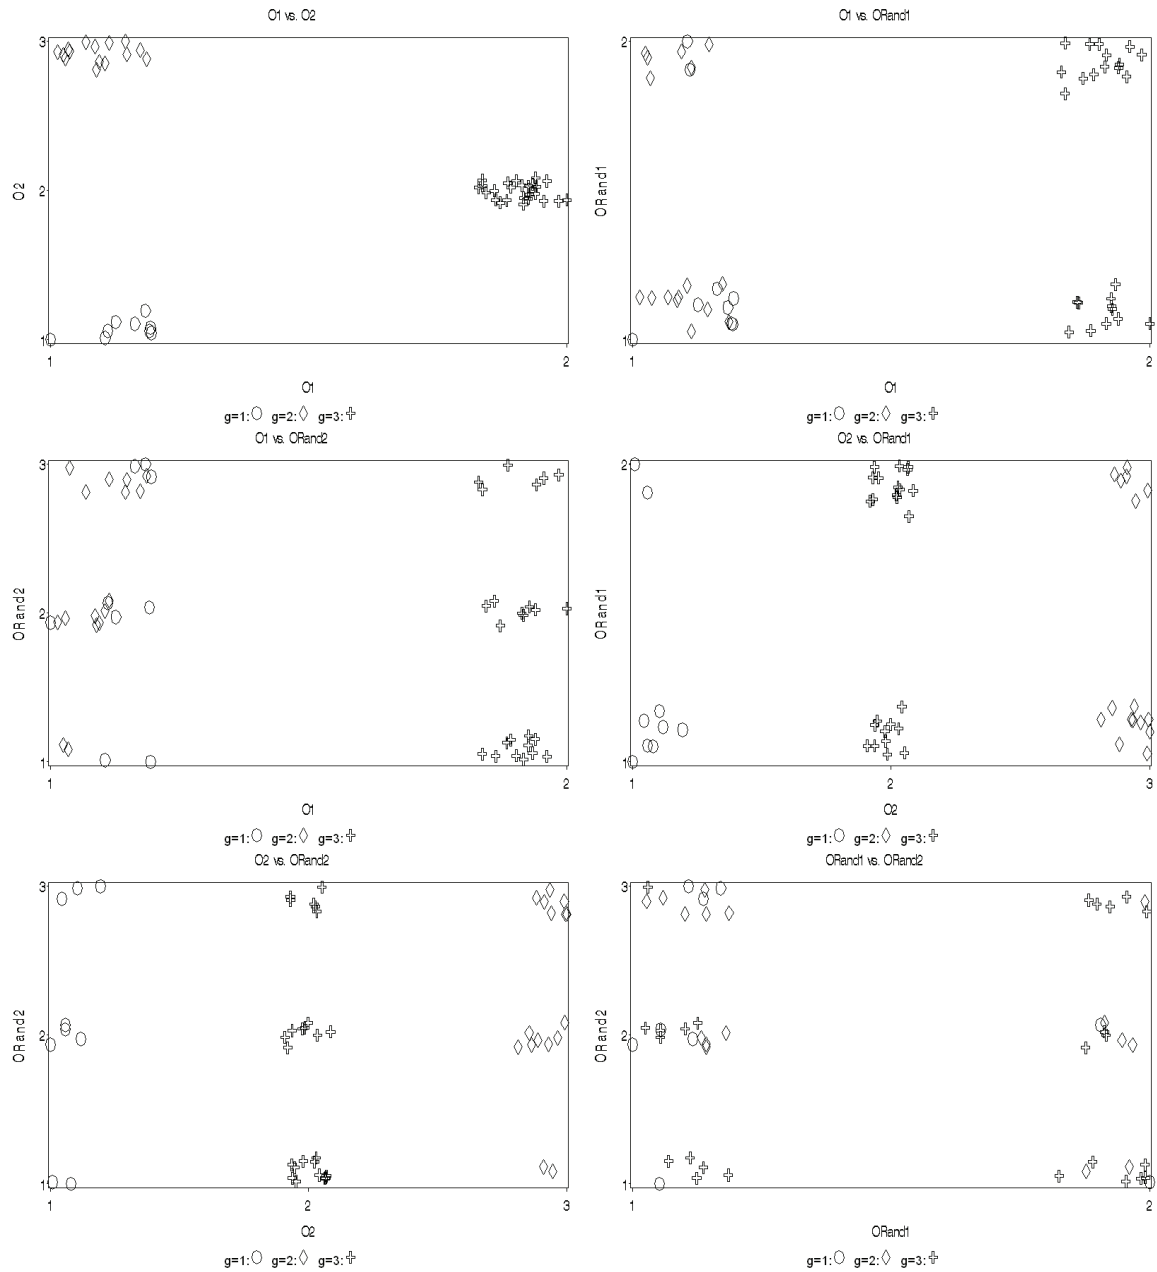 O1 vs. O2
3
O2
2
1
1 2
O1
g=1: g=2: g=3:
O1 vs. ORand1
2
ORand1
1
1 2
O1
g=1: g=2: g=3:
O1 vs. ORand2
3
ORand2
2
1
1 2
O1
g=1: g=2: g=3:
O2 vs. ORand1
2
ORand1
1
1 2 3
O2
g=1: g=2: g=3:
O2 vs. ORand2
3
ORand2
2
1
1 2 3
O2
g=1: g=2: g=3:
ORand1 vs. ORand2
3
ORand2
2
1
1 2
ORand1
g=1: g=2: g=3: